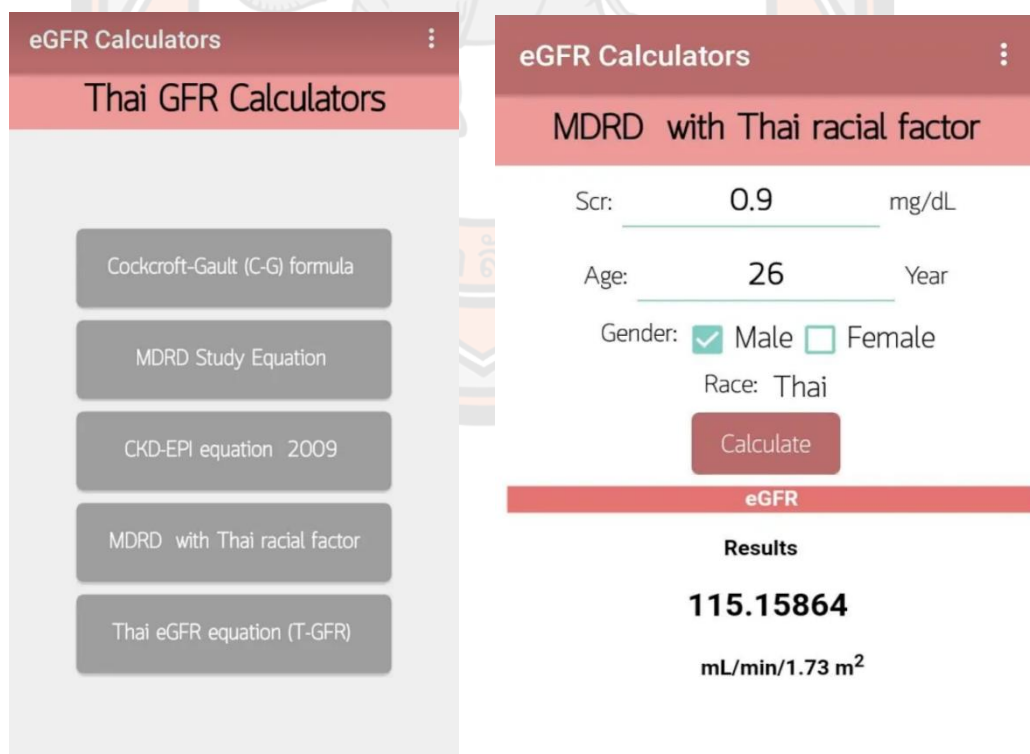 eGFR Calculators
Thai GFR Calculators
Cockcroft-Gault (C-G) formula
MDRD Study Equation
CKD-EPI equation 2009
MDRD with Thai racial factor
Thai eGFR equation (T-GFR)
eGFR Calculators
MDRD with Thai racial factor
Scr: 0.9 mg/dL
Age: 26 Year
Gender: Male Female
Race: Thai
Calculate
eGFR
Results
115.15864
mL/min/1.73 m²